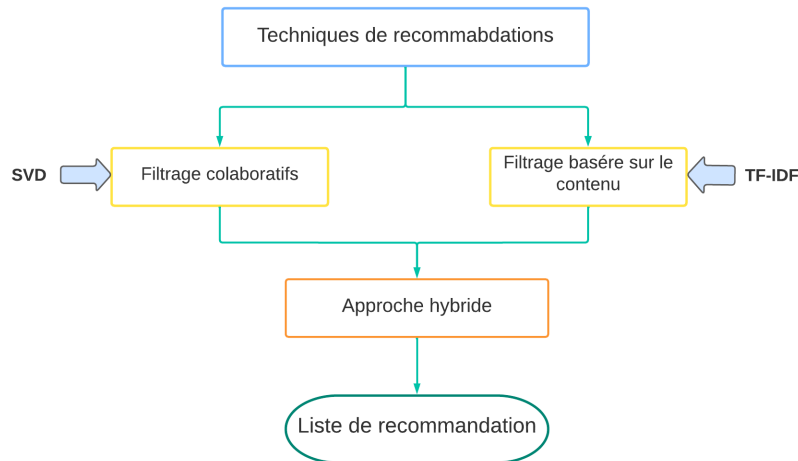 Techniques de recommabdations
SVD
Filtrage colaboratifs
Filtrage basére sur le
contenu
TF-IDF
Approche hybride
Liste de recommandation